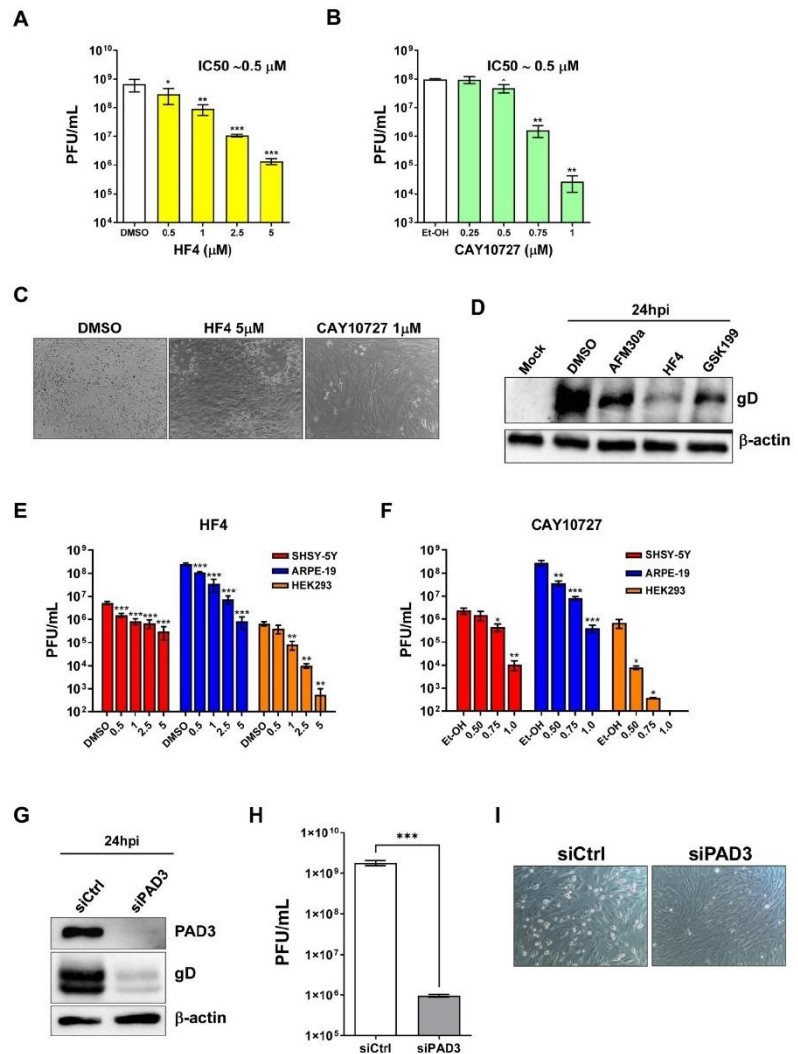 A
IC50 ~0.5 μM
10^10
10^9
10^8
10^7
10^6
10^5
10^4
PFU/mL
*
**
***
***
DMSO 0.5 1 2.5 5
HF4 (μM)
B
IC50 ~ 0.5 μM
10^9
10^8
10^7
10^6
10^5
10^4
10^3
PFU/mL
**
**
Et-OH 0.25 0.5 0.75 1
CAY10727 (μM)
C
DMSO HF4 5μM CAY10727 1μM
D
24hpi
Mock DMSO AFM30a HF4 GSK199
gD
β-actin
E
HF4
SHSY-5Y
ARPE-19
HEK293
10^9
10^8
10^7
10^6
10^5
10^4
10^3
10^2
PFU/mL
*** *** *** ***
*** *** *** ***
** ** **
DMSO 0.5 1 2.5 5 DMSO 0.5 1 2.5 5 DMSO 0.5 1 2.5 5
F
CAY10727
SHSY-5Y
ARPE-19
HEK293
10^9
10^8
10^7
10^6
10^5
10^4
10^3
10^2
PFU/mL
* **
** *** ***
* *
Et-OH 0.50 0.75 1.0 Et-OH 0.50 0.75 1.0 Et-OH 0.50 0.75 1.0
G
24hpi
siCtrl siPAD3
PAD3
gD
β-actin
H
***
1×10^10
1×10^9
1×10^8
1×10^7
1×10^6
1×10^5
PFU/mL
siCtrl siPAD3
I
siCtrl siPAD3